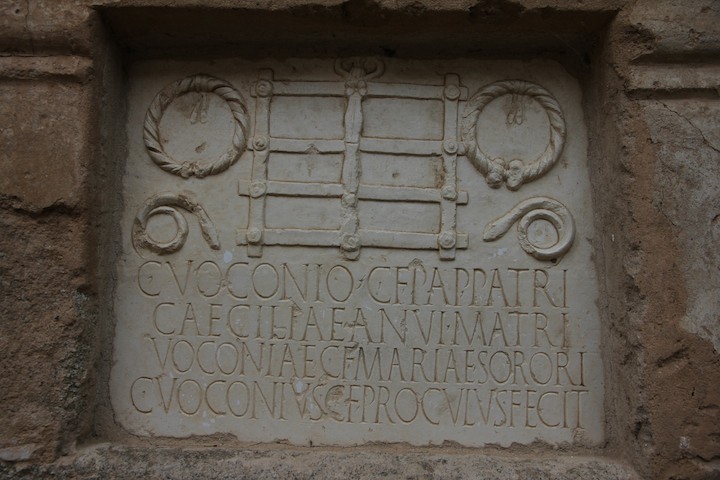 C VOCONIO · C F PAP PATRI
CAECILIAE ANVI · MATRI
VOCONIAE C F MARIAE SORORI
C VOCONIVS C F PROCVLVS FECIT